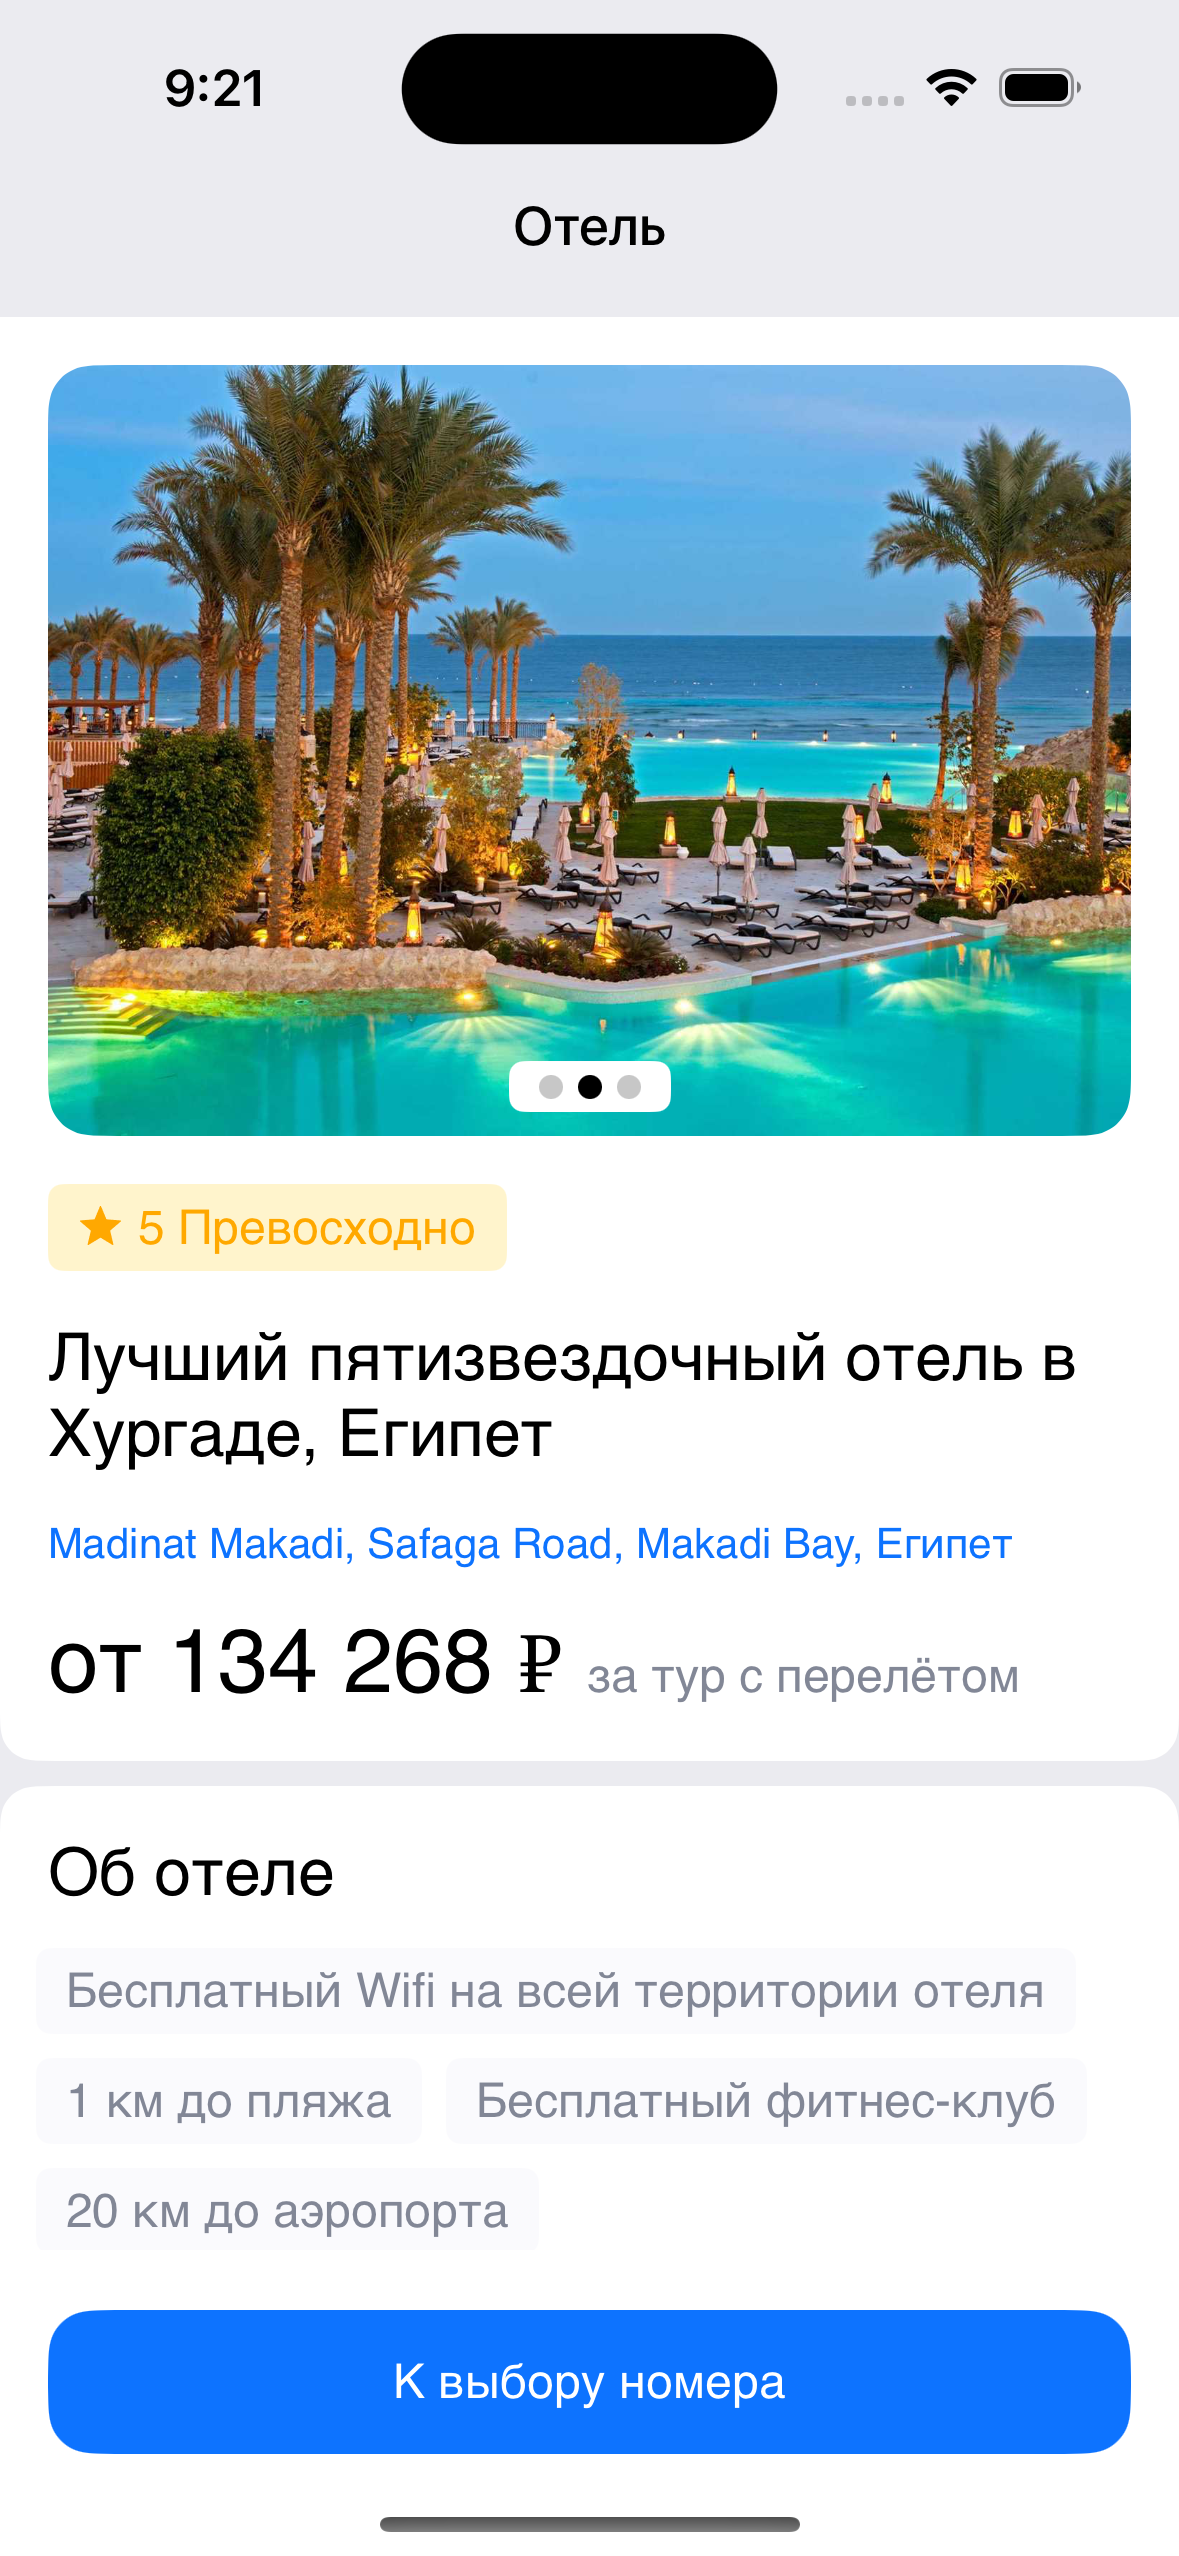 9:21
Отель
5 Превосходно
Лучший пятизвездочный отель в
Хургаде, Египет
Madinat Makadi, Safaga Road, Makadi Bay, Египет
от 134 268 ₽ за тур с перелётом
Об отеле
Бесплатный Wifi на всей территории отеля
1 км до пляжа Бесплатный фитнес-клуб
20 км до аэропорта
К выбору номера